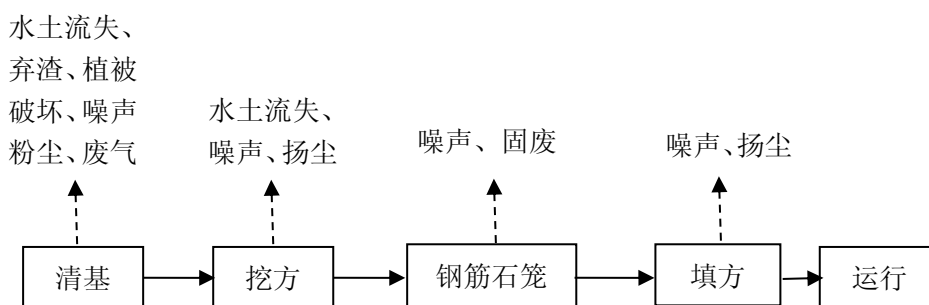 水土流失、
弃渣、植被
破坏、噪声
粉尘、废气
水土流失、
噪声、扬尘
噪声、固废
噪声、扬尘
清基
挖方
钢筋石笼
填方
运行